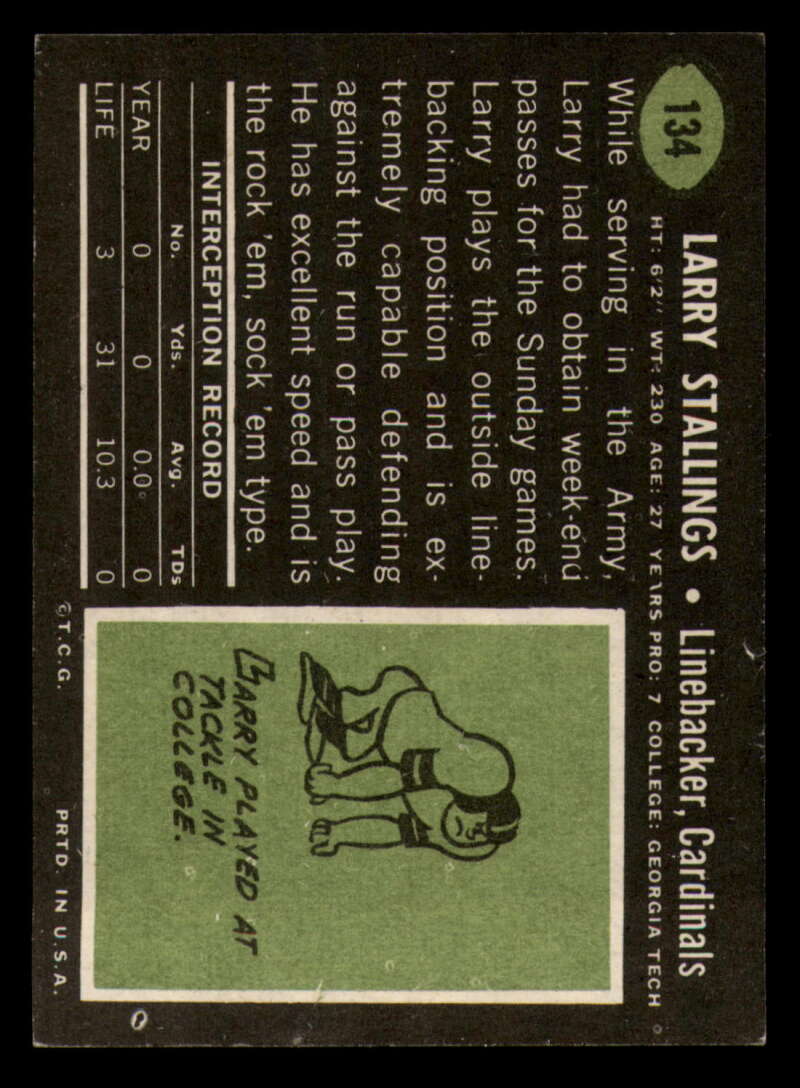 134
LARRY STALLINGS • Linebacker, Cardinals
HT: 6'2" WT: 230 AGE: 27 YEARS PRO: 7 COLLEGE: GEORGIA TECH
While serving in the Army,
Larry had to obtain week-end
passes for the Sunday games.
Larry plays the outside line-
backing position and is ex-
tremely capable defending
against the run or pass play.
He has excellent speed and is
the rock 'em, sock 'em type.
INTERCEPTION RECORD
No. Yds. Avg. TDs
YEAR 0 0 0.0 0
LIFE 3 31 10.3 0
LARRY PLAYED AT
TACKLE IN
COLLEGE.
©T.C.G. PRTD. IN U.S.A.